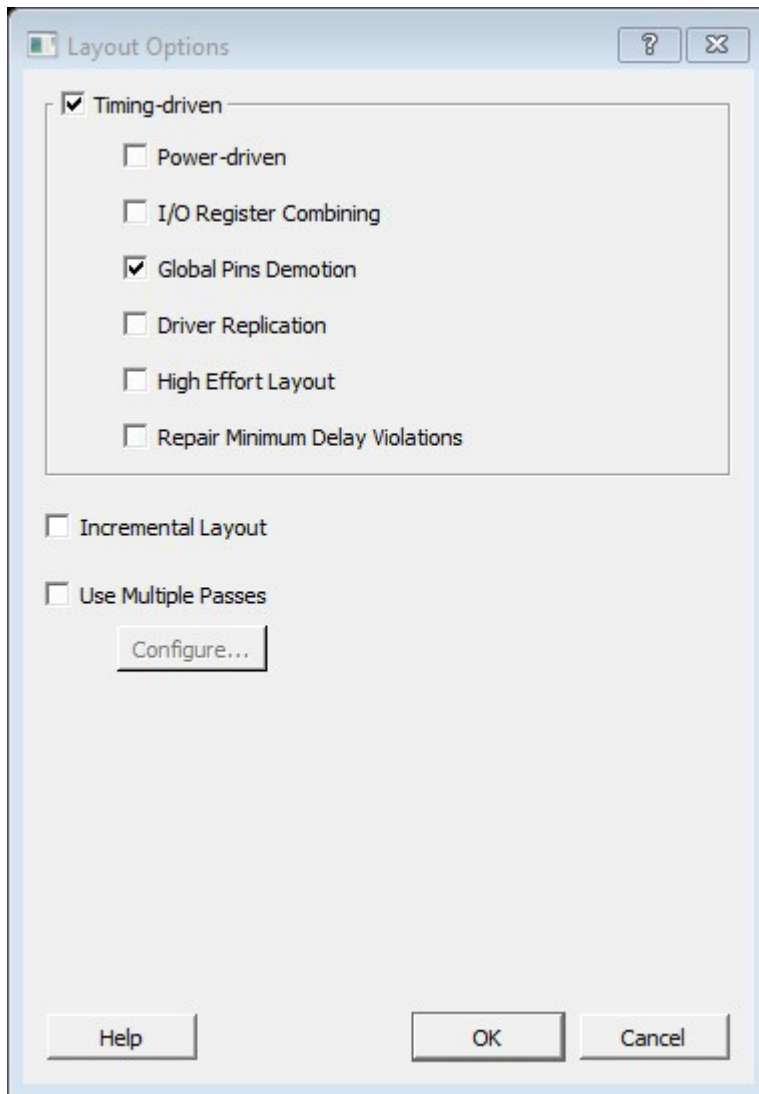 Layout Options
Timing-driven
Power-driven
I/O Register Combining
Global Pins Demotion
Driver Replication
High Effort Layout
Repair Minimum Delay Violations
Incremental Layout
Use Multiple Passes
Configure...
Help OK Cancel